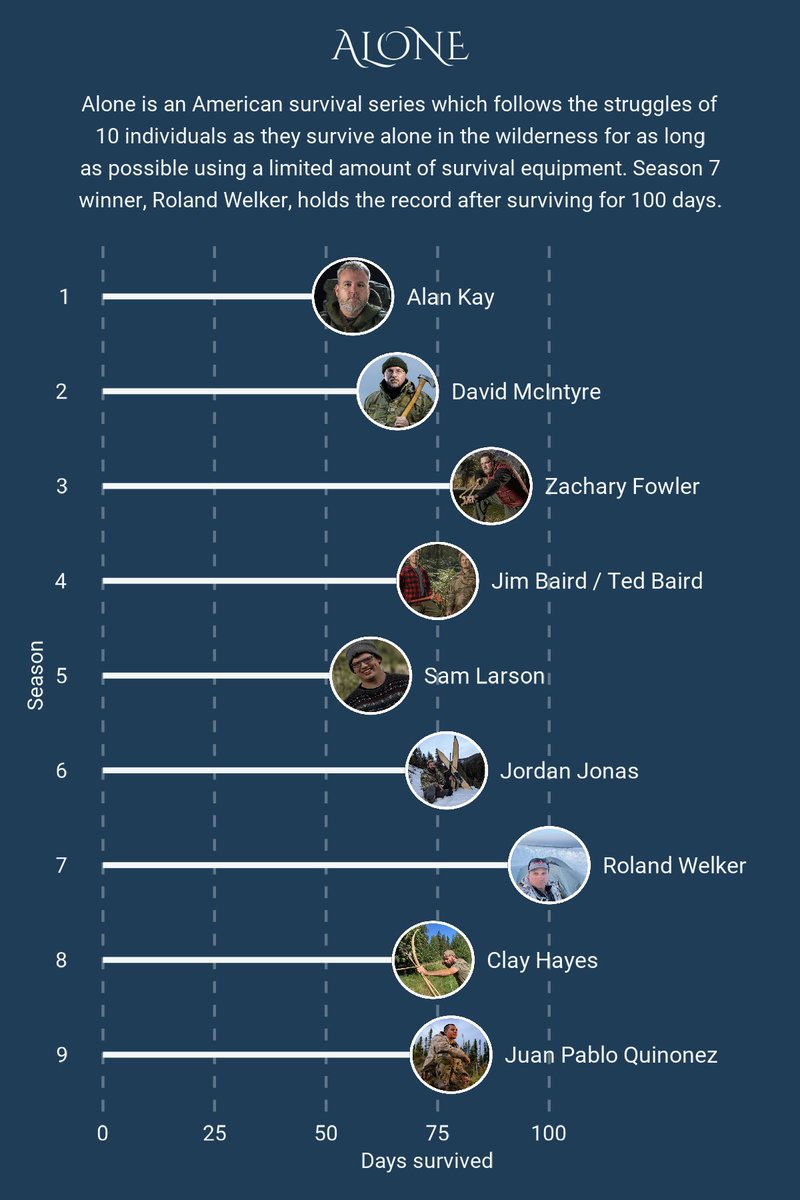 ALONE
Alone is an American survival series which follows the struggles of
10 individuals as they survive alone in the wilderness for as long
as possible using a limited amount of survival equipment. Season 7
winner, Roland Welker, holds the record after surviving for 100 days.
1 Alan Kay
2 David McIntyre
3 Zachary Fowler
4 Jim Baird / Ted Baird
Season
5 Sam Larson
6 Jordan Jonas
7 Roland Welker
8 Clay Hayes
9 Juan Pablo Quinonez
0 25 50 75 100
Days survived